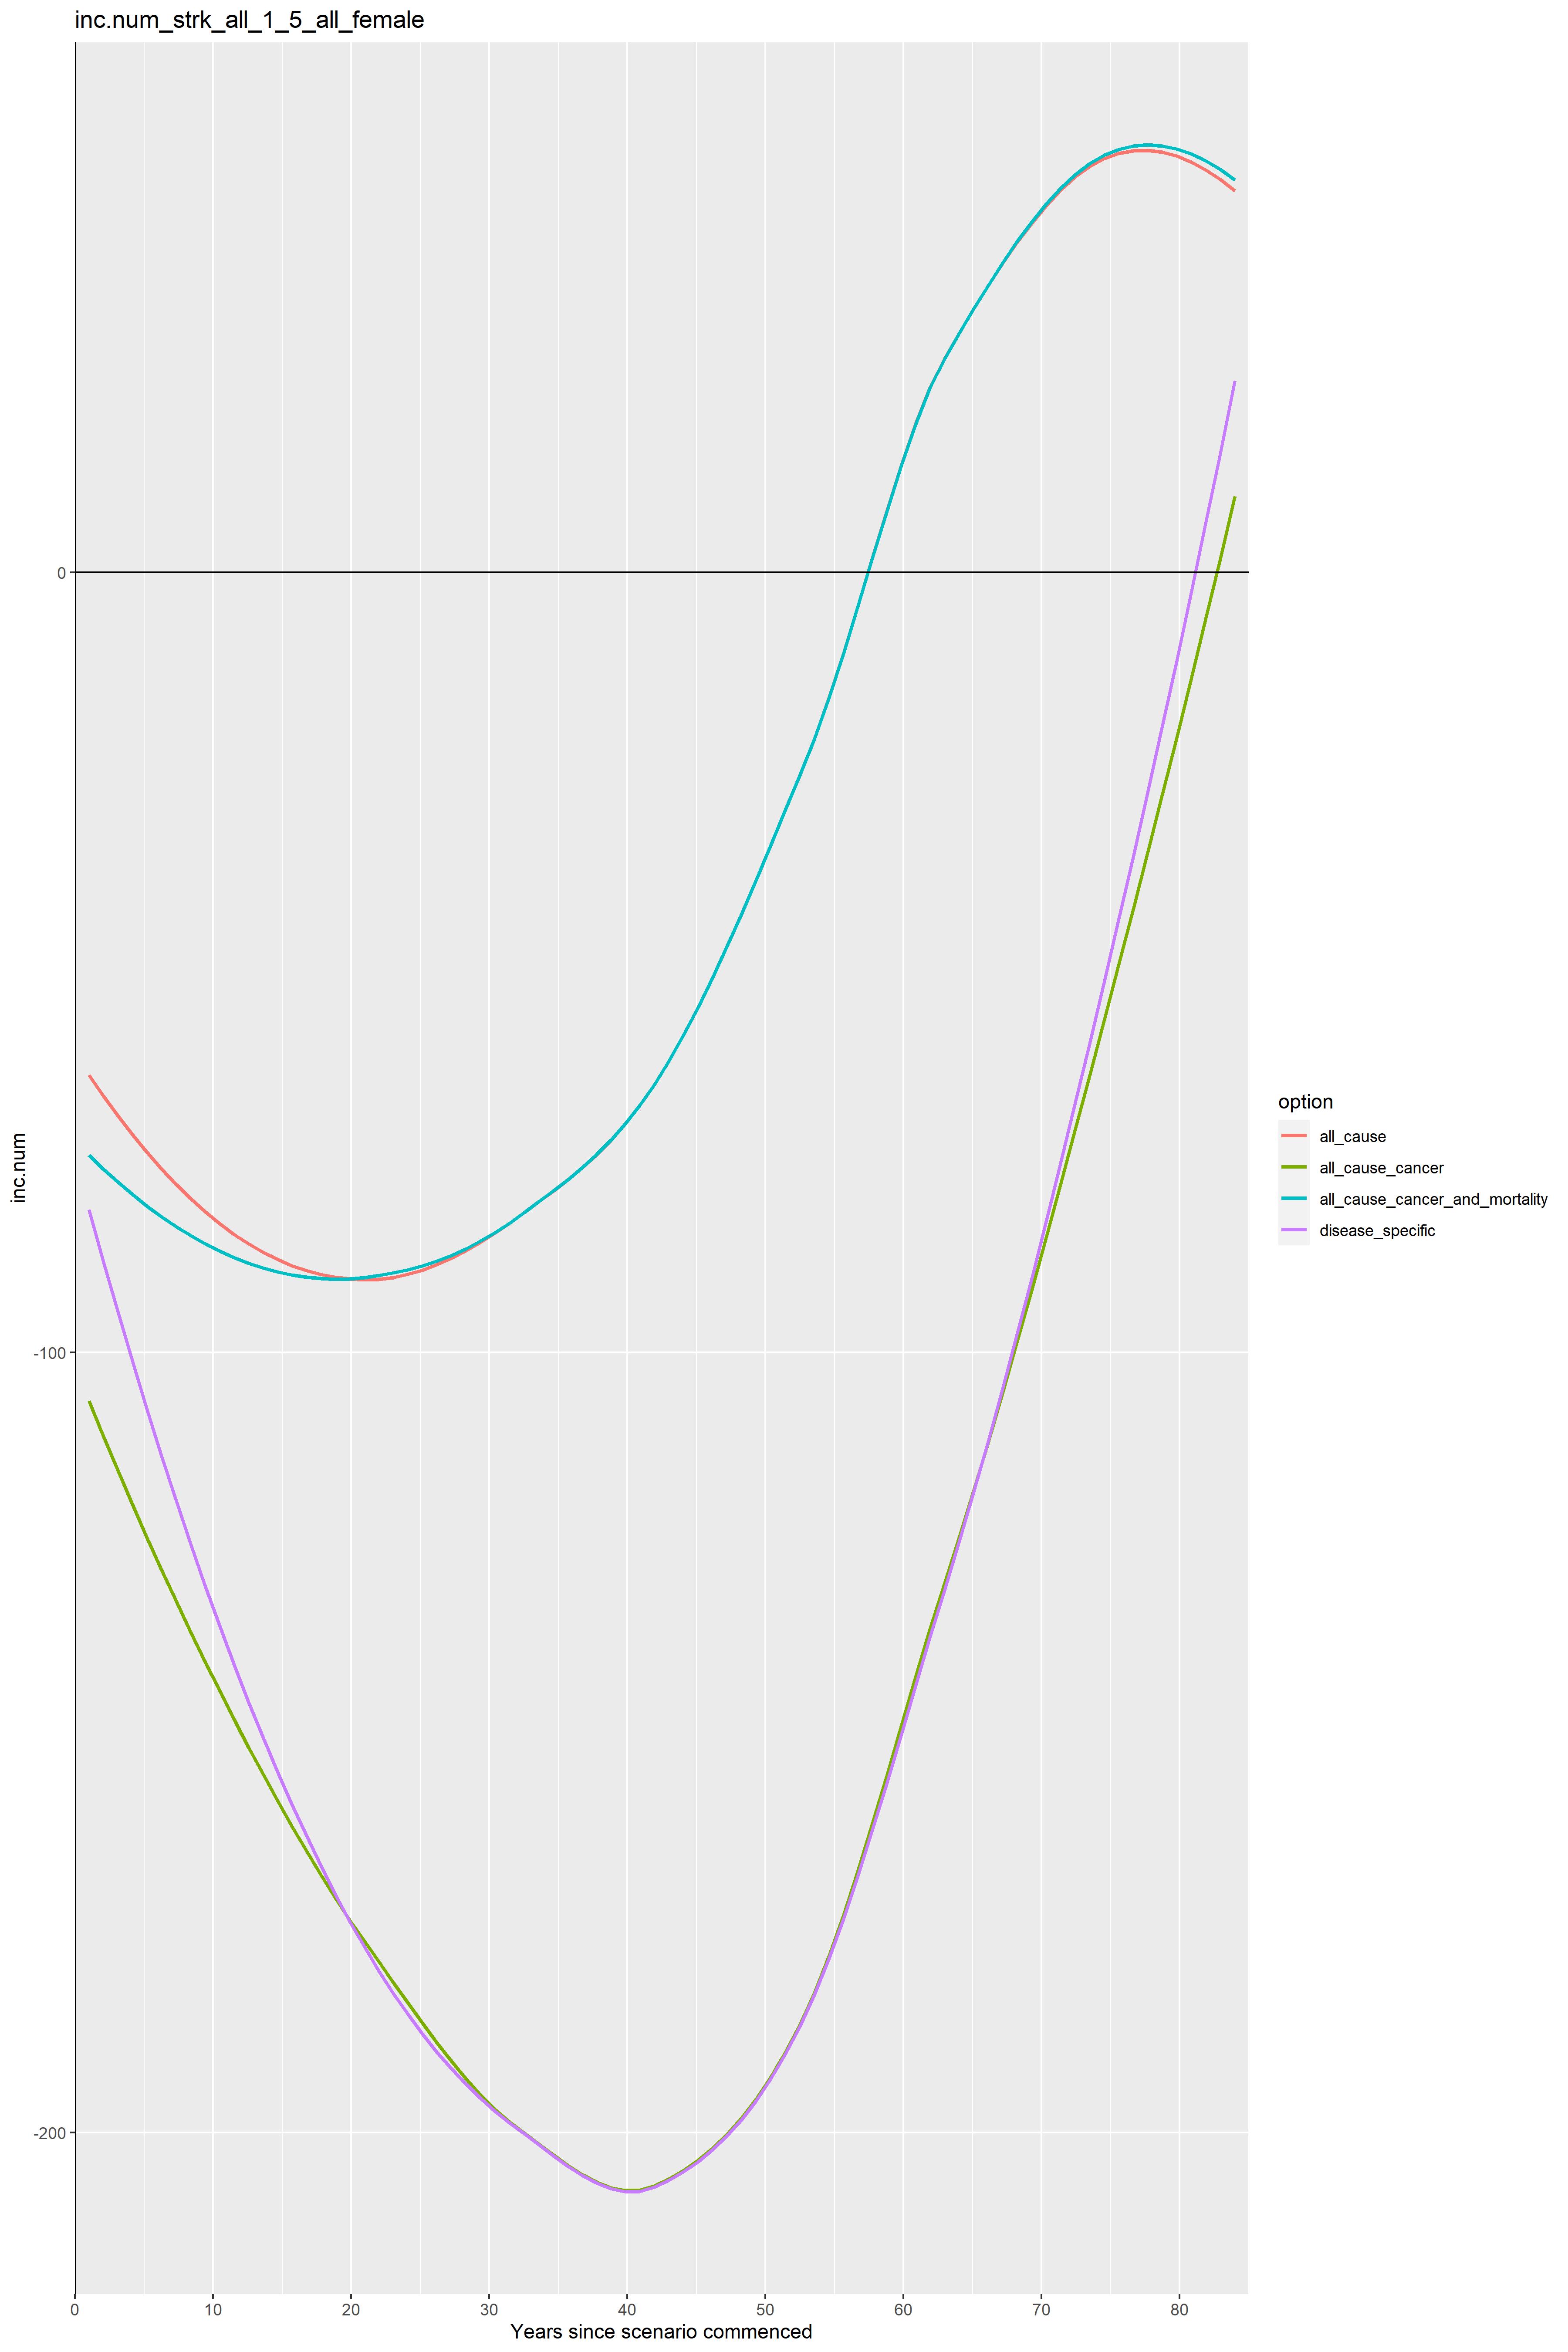 inc.num_strk_all_1_5_all_female
inc.num
0
-100
-200
0 10 20 30 40 50 60 70 80
Years since scenario commenced
option
all_cause
all_cause_cancer
all_cause_cancer_and_mortality
disease_specific